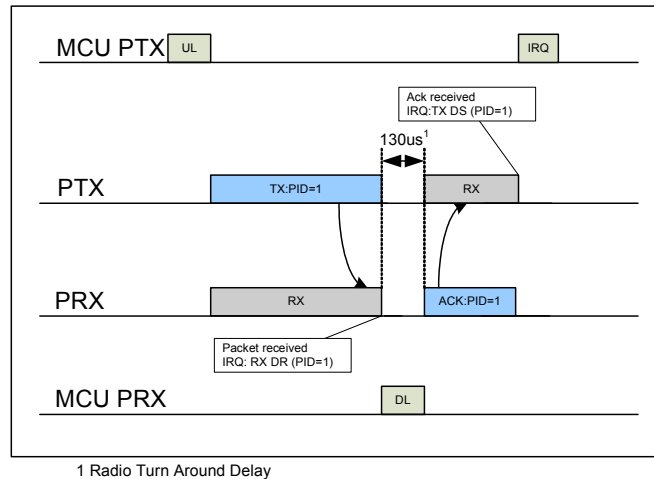 MCU PTX
UL
IRQ
Ack received
IRQ:TX DS (PID=1)
130us1
PTX
TX:PID=1
RX
PRX
RX
ACK:PID=1
Packet received
IRQ: RX DR (PID=1)
MCU PRX
DL
1 Radio Turn Around Delay